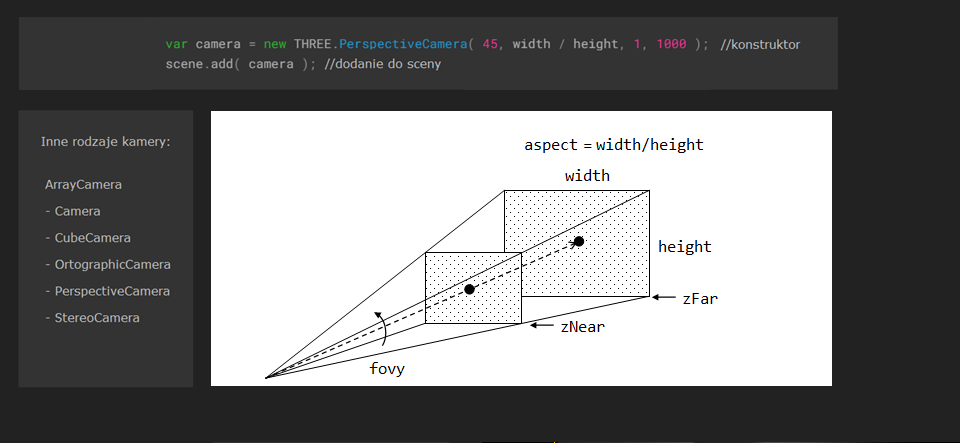 var camera = new THREE.PerspectiveCamera( 45, width / height, 1, 1000 ); //konstruktor
scene.add( camera ); //dodanie do sceny
Inne rodzaje kamery:
ArrayCamera
- Camera
- CubeCamera
- OrtographicCamera
- PerspectiveCamera
- StereoCamera
aspect = width/height
width
height
zFar
zNear
fovy